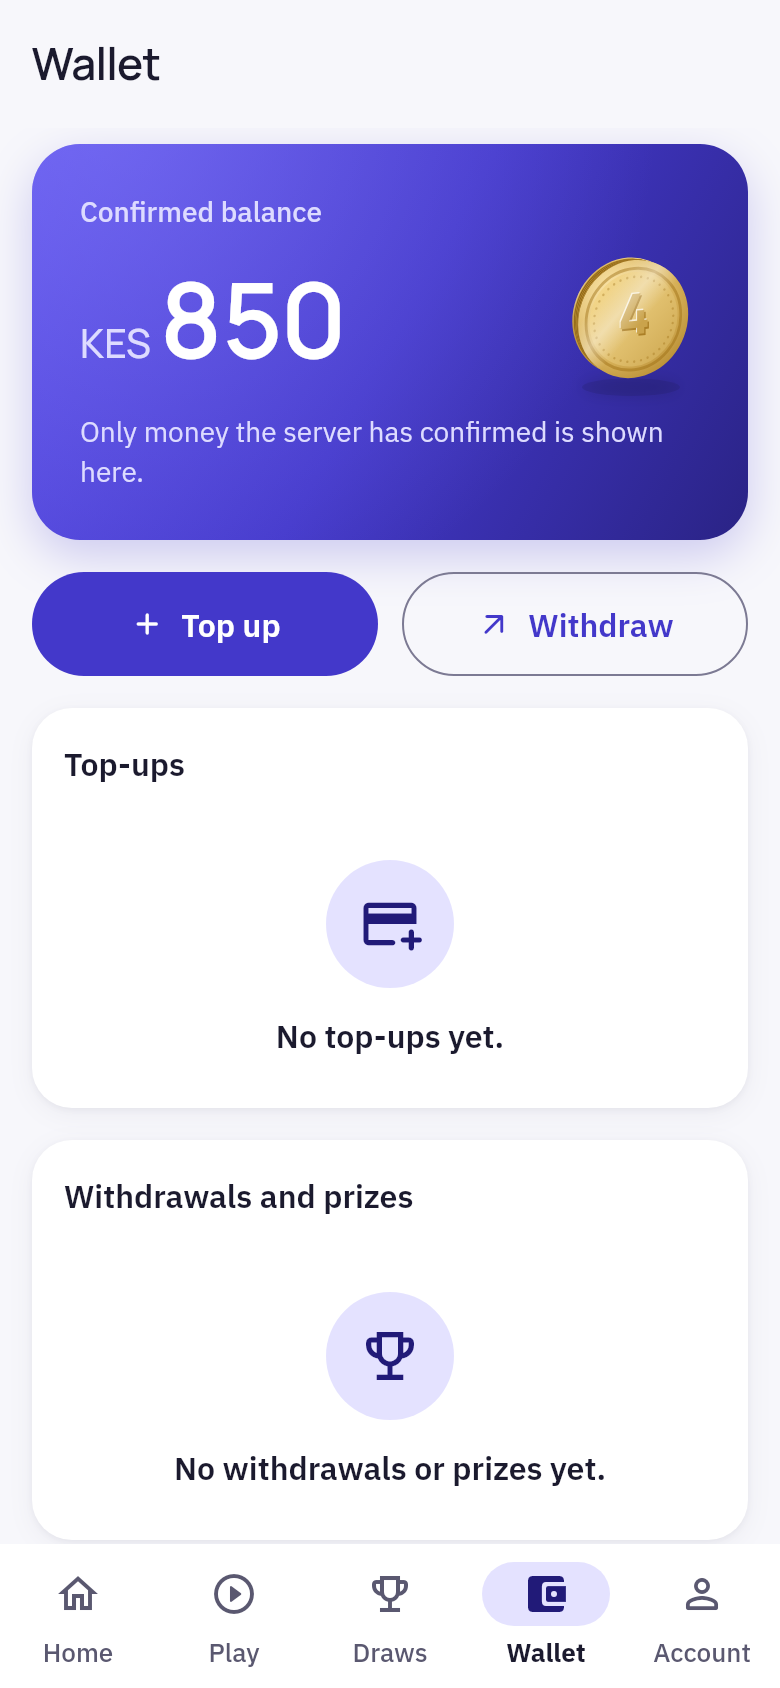 Wallet
Confirmed balance
KES 850
4
Only money the server has confirmed is shown
here.
Top up
Withdraw
Top-ups
No top-ups yet.
Withdrawals and prizes
No withdrawals or prizes yet.
Home
Play
Draws
Wallet
Account